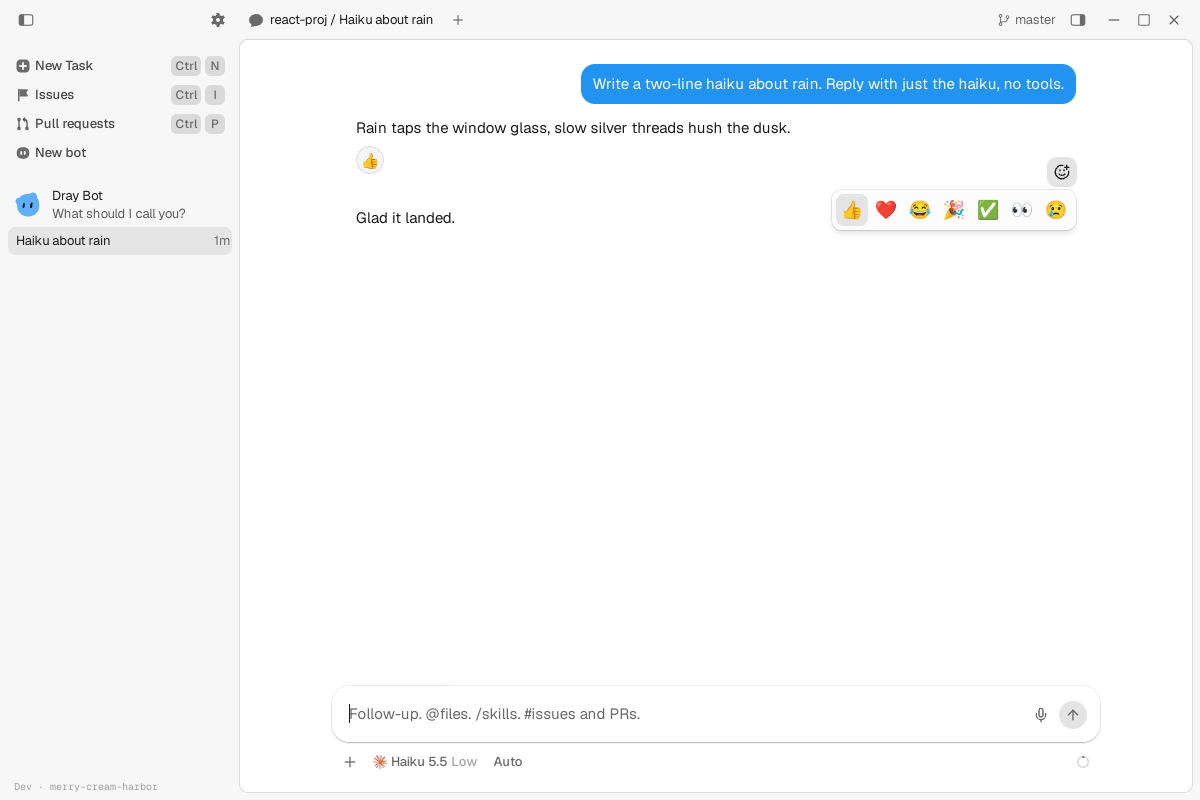 react-proj / Haiku about rain
master
New Task Ctrl N
Issues Ctrl I
Pull requests Ctrl P
New bot
Dray Bot
What should I call you?
Haiku about rain 1m
Write a two-line haiku about rain. Reply with just the haiku, no tools.
Rain taps the window glass, slow silver threads hush the dusk.
Glad it landed.
Follow-up. @files. /skills. #issues and PRs.
Haiku 5.5 Low Auto
Dev · merry-cream-harbor